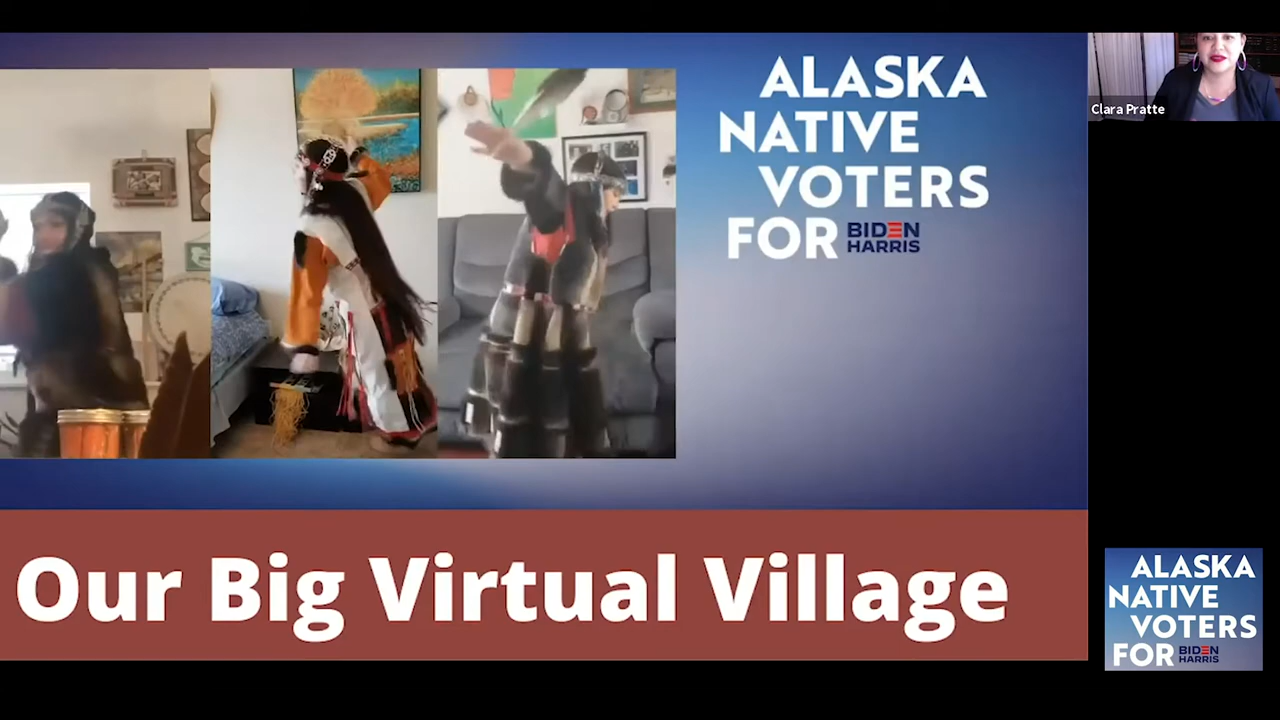 ALASKA
NATIVE
VOTERS
FOR BIDEN
HARRIS
Clara Pratte
Our Big Virtual Village
ALASKA
NATIVE
VOTERS
FOR BIDEN
HARRIS